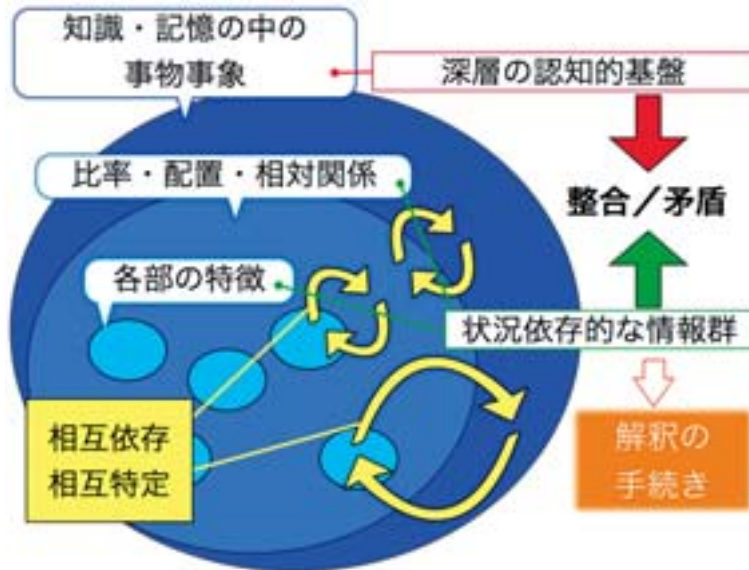 知識・記憶の中の
事物事象
深層の認知的基盤
比率・配置・相対関係
整合／矛盾
各部の特徴
状況依存的な情報群
相互依存
相互特定
解釈の
手続き